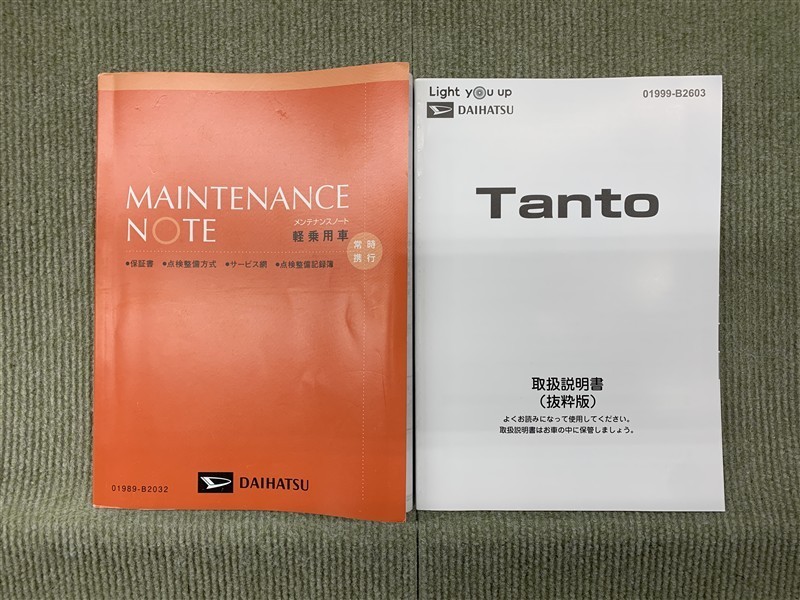 MAINTENANCE
NOTE
メンテナンスノート
軽乗用車
常時
携行
●保証書 ●点検整備方式 ●サービス網 ●点検整備記録簿
01989-B2032
DAIHATSU
Light you up
01999-B2603
DAIHATSU
Tanto
取扱説明書
（抜粋版）
よくお読みになって使用してください。
取扱説明書はお車の中に保管しましょう。